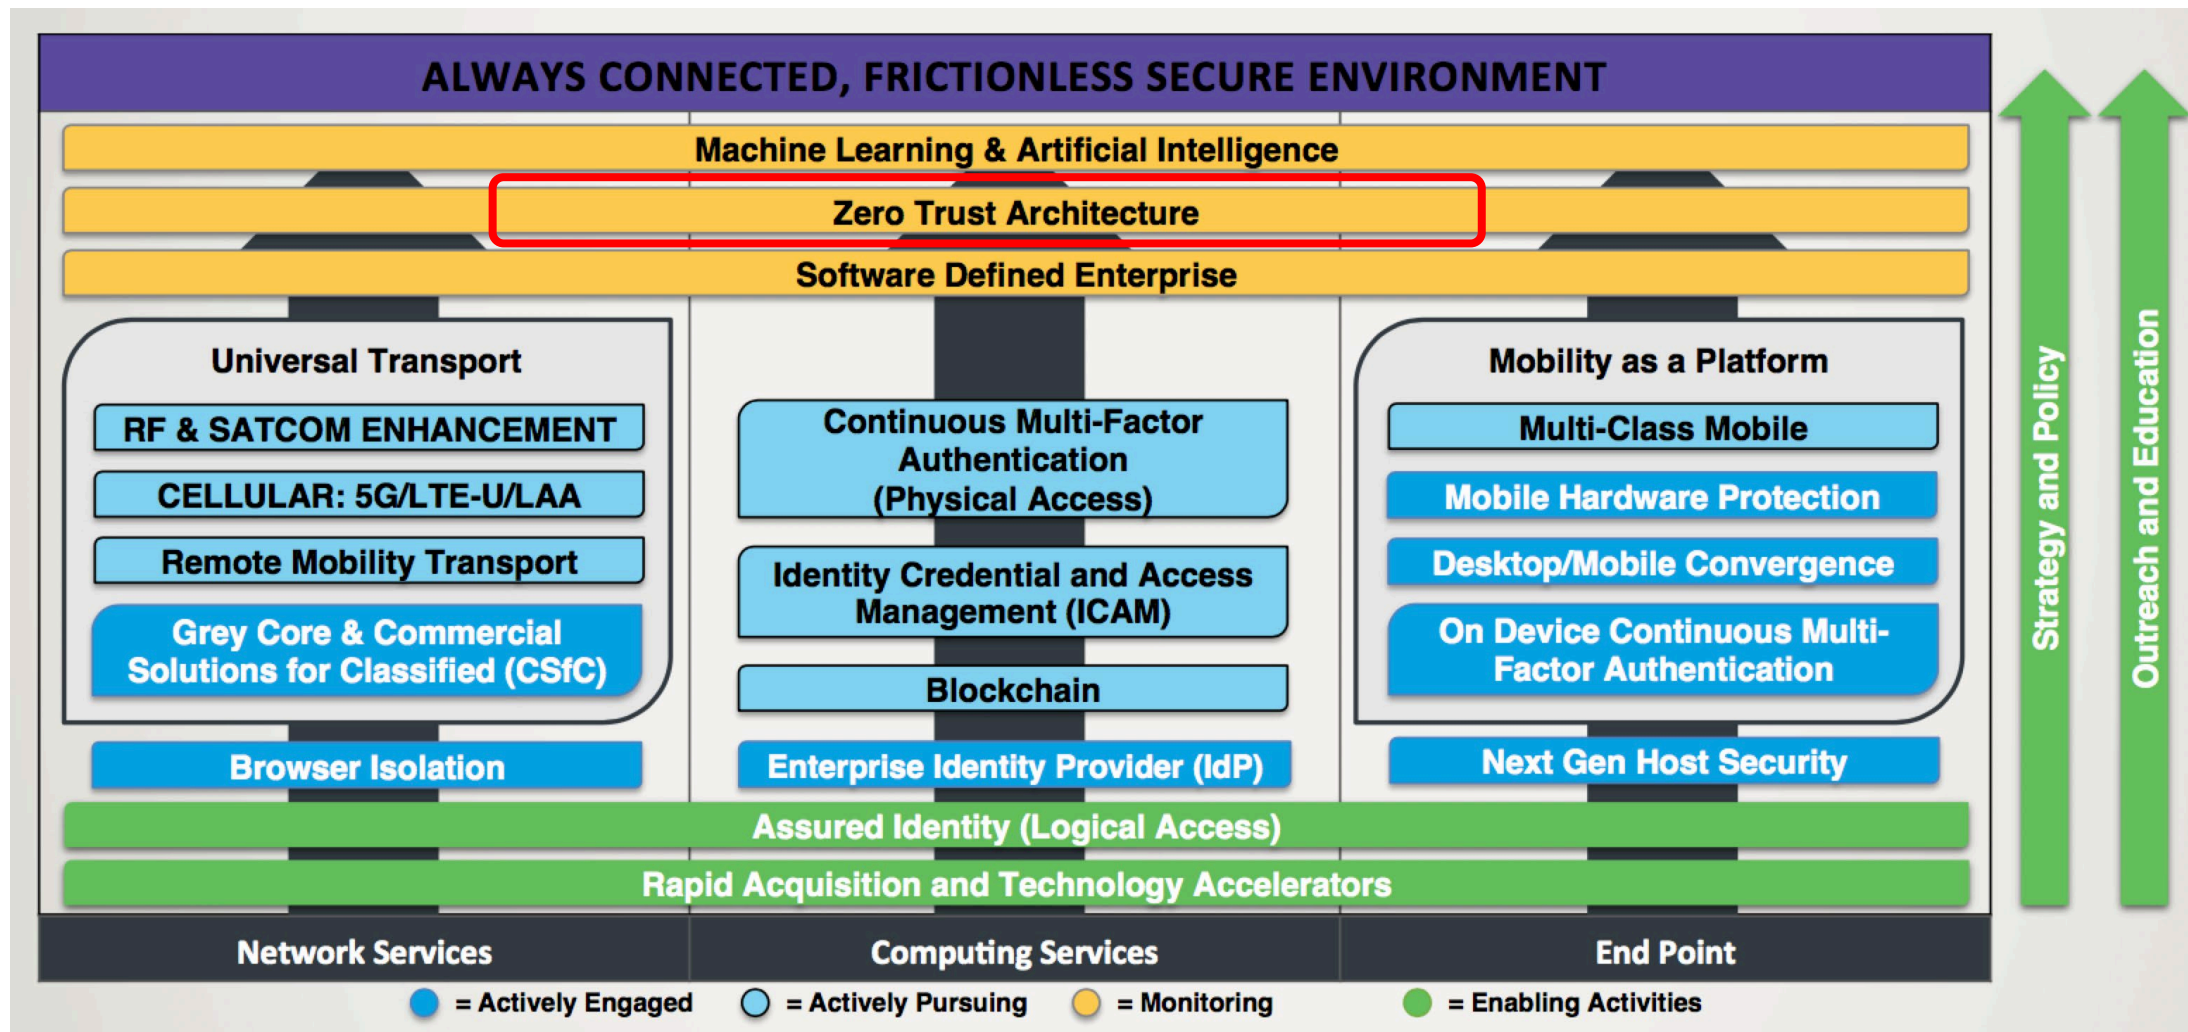 ALWAYS CONNECTED, FRICTIONLESS SECURE ENVIRONMENT
Machine Learning & Artificial Intelligence
Zero Trust Architecture
Software Defined Enterprise
Universal Transport
RF & SATCOM ENHANCEMENT
CELLULAR: 5G/LTE-U/LAA
Remote Mobility Transport
Grey Core & Commercial
Solutions for Classified (CSfC)
Browser Isolation
Continuous Multi-Factor
Authentication
(Physical Access)
Identity Credential and Access
Management (ICAM)
Blockchain
Enterprise Identity Provider (IdP)
Mobility as a Platform
Multi-Class Mobile
Mobile Hardware Protection
Desktop/Mobile Convergence
On Device Continuous Multi-
Factor Authentication
Next Gen Host Security
Assured Identity (Logical Access)
Rapid Acquisition and Technology Accelerators
Network Services
Computing Services
End Point
Strategy and Policy
Outreach and Education
= Actively Engaged
= Actively Pursuing
= Monitoring
= Enabling Activities